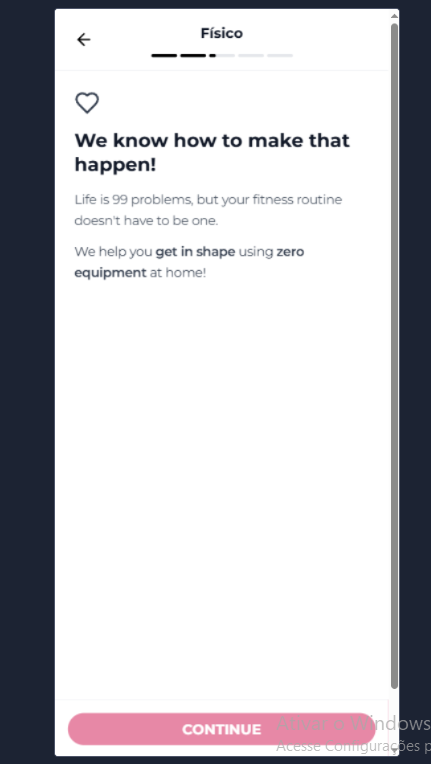 Físico
We know how to make that
happen!
Life is 99 problems, but your fitness routine
doesn't have to be one.
We help you get in shape using zero
equipment at home!
CONTINUE
Ativar o Windows
Acesse Configurações p